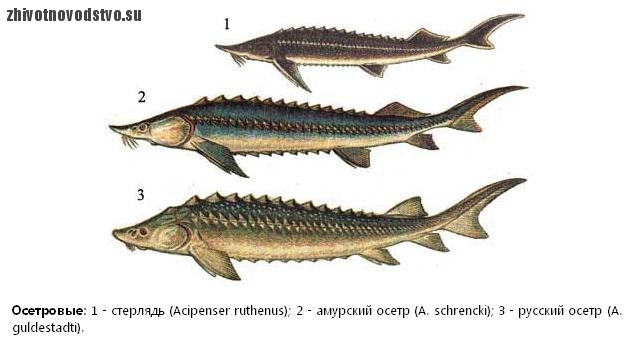 zhivotnovodstvo.su
1
2
3
Осетровые: 1 - стерлядь (Acipenser ruthenus); 2 - амурский осетр (A. schrencki); 3 - русский осетр (A.
guldestadti).